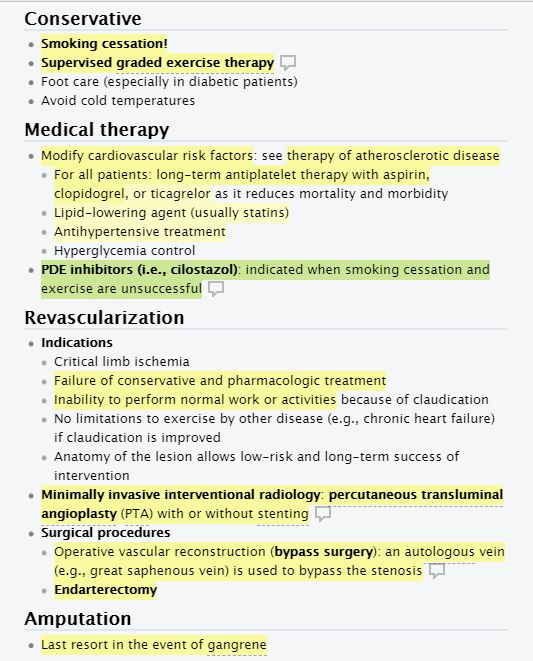 Conservative
Smoking cessation!
Supervised graded exercise therapy
Foot care (especially in diabetic patients)
Avoid cold temperatures
Medical therapy
Modify cardiovascular risk factors: see therapy of atherosclerotic disease
For all patients: long-term antiplatelet therapy with aspirin,
clopidogrel, or ticagrelor as it reduces mortality and morbidity
Lipid-lowering agent (usually statins)
Antihypertensive treatment
Hyperglycemia control
PDE inhibitors (i.e., cilostazol): indicated when smoking cessation and
exercise are unsuccessful
Revascularization
Indications
Critical limb ischemia
Failure of conservative and pharmacologic treatment
Inability to perform normal work or activities because of claudication
No limitations to exercise by other disease (e.g., chronic heart failure)
if claudication is improved
Anatomy of the lesion allows low-risk and long-term success of
intervention
Minimally invasive interventional radiology: percutaneous transluminal
angioplasty (PTA) with or without stenting
Surgical procedures
Operative vascular reconstruction (bypass surgery): an autologous vein
(e.g., great saphenous vein) is used to bypass the stenosis
Endarterectomy
Amputation
Last resort in the event of gangrene